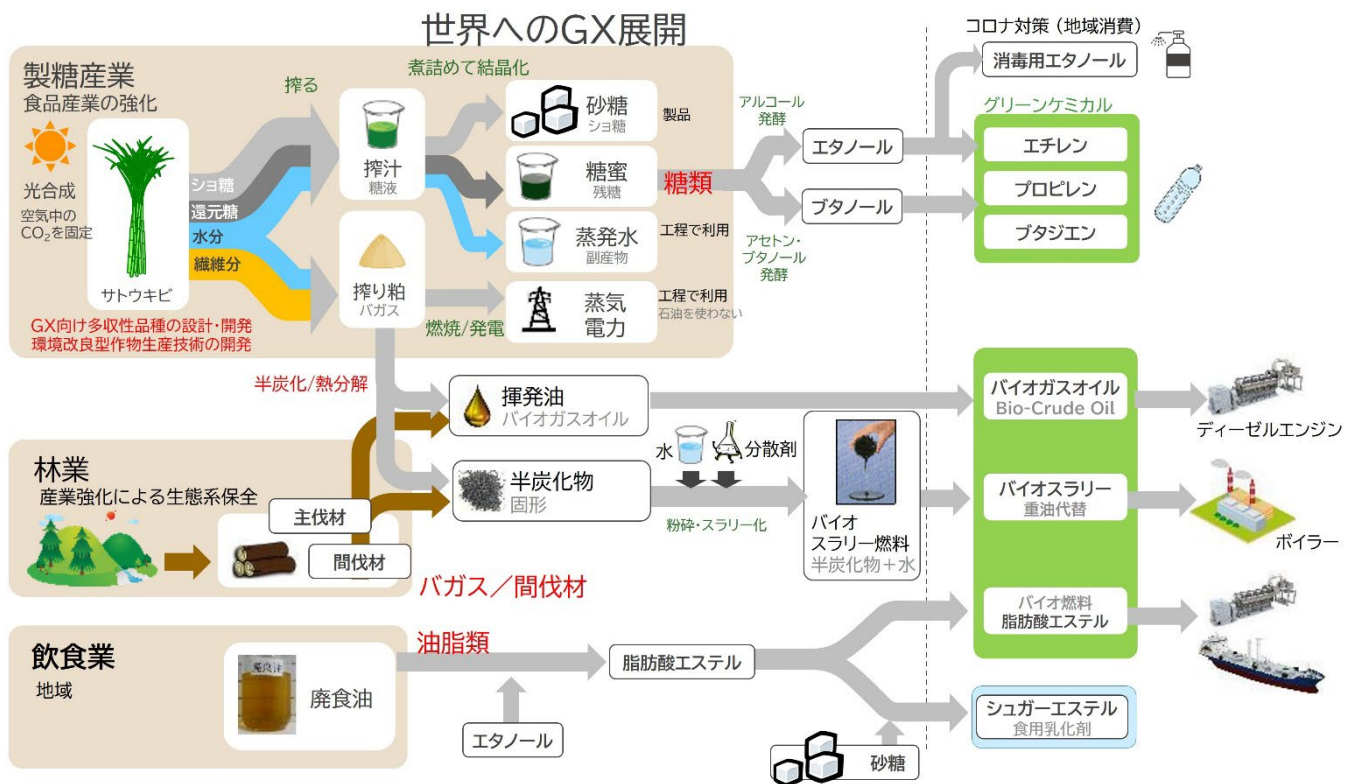 世界へのGX展開
製糖産業
食品産業の強化
光合成
空気中の
CO₂を固定
サトウキビ
ショ糖
還元糖
水分
繊維分
GX向け多収性品種の設計・開発
環境改良型作物生産技術の開発
搾る
搾汁
糖液
搾り粕
バガス
煮詰めて結晶化
砂糖
ショ糖
製品
糖蜜
残糖
蒸発水
副産物
工程で利用
燃焼/発電
蒸気
電力
工程で利用
石油を使わない
糖類
アルコール
発酵
エタノール
ブタノール
アセトン・
ブタノール
発酵
コロナ対策（地域消費）
消毒用エタノール
グリーンケミカル
エチレン
プロピレン
ブタジエン
半炭化/熱分解
揮発油
バイオガスオイル
半炭化物
固形
水
分散剤
粉砕・スラリー化
バイオ
スラリー燃料
半炭化物＋水
バイオガスオイル
Bio-Crude Oil
ディーゼルエンジン
バイオスラリー
重油代替
ボイラー
バイオ燃料
脂肪酸エステル
林業
産業強化による生態系保全
主伐材
間伐材
バガス／間伐材
飲食業
地域
廃食油
廃食油
油脂類
エタノール
脂肪酸エステル
砂糖
シュガーエステル
食用乳化剤